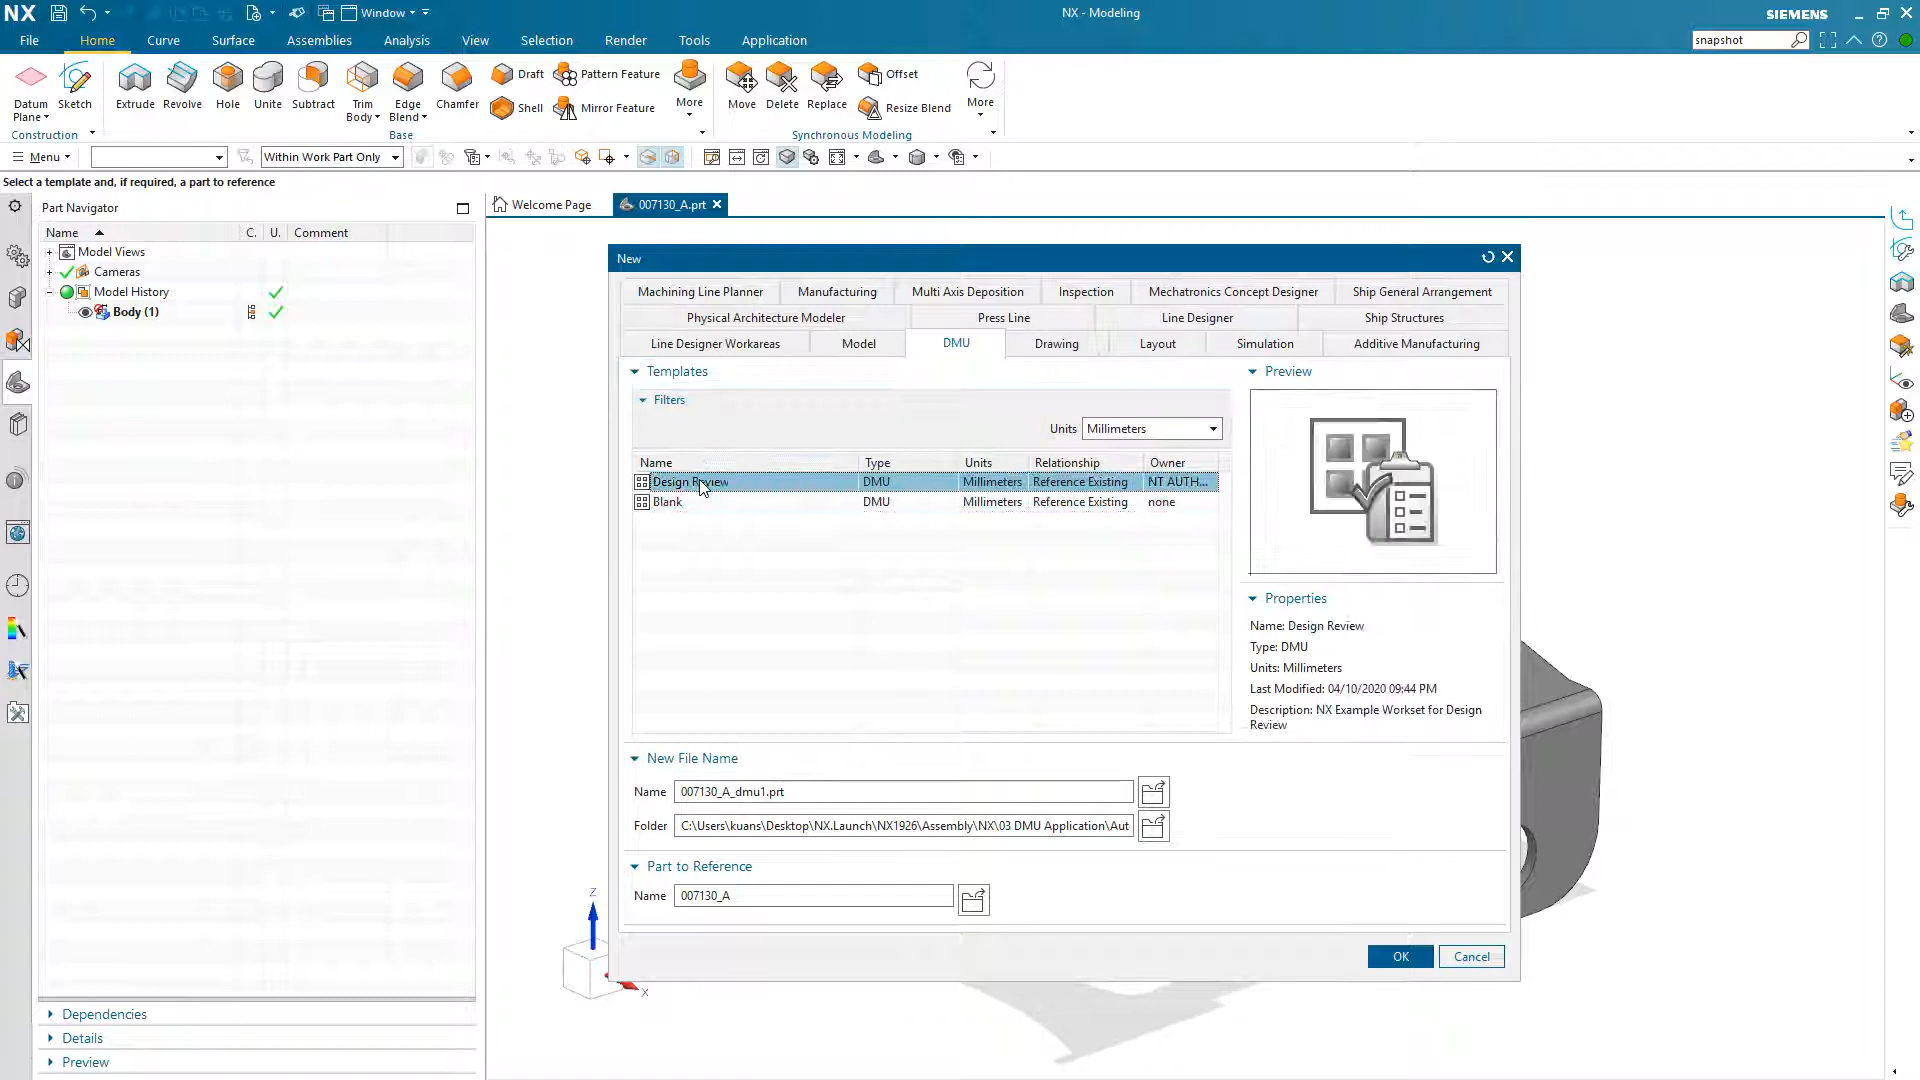 NX
Window
NX - Modeling
SIEMENS
File
Home
Curve
Surface
Assemblies
Analysis
View
Selection
Render
Tools
Application
snapshot
Datum Plane
Sketch
Extrude
Revolve
Hole
Unite
Subtract
Trim Body
Edge Blend
Chamfer
Draft
Shell
Pattern Feature
Mirror Feature
More
Move
Delete
Replace
Offset
Resize Blend
More
Construction
Base
Synchronous Modeling
Menu
Within Work Part Only
Select a template and, if required, a part to reference
Part Navigator
Name C. U. Comment
Model Views
Cameras
Model History
Body (1)
Dependencies
Details
Preview
Welcome Page
007130_A.prt
New
Machining Line Planner Manufacturing Multi Axis Deposition Inspection Mechatronics Concept Designer Ship General Arrangement
Physical Architecture Modeler Press Line Line Designer Ship Structures
Line Designer Workareas Model DMU Drawing Layout Simulation Additive Manufacturing
Templates
Filters
Units Millimeters
Name Type Units Relationship Owner
Design Review DMU Millimeters Reference Existing NT AUTH...
Blank DMU Millimeters Reference Existing none
Preview
Properties
Name: Design Review
Type: DMU
Units: Millimeters
Last Modified: 04/10/2020 09:44 PM
Description: NX Example Workset for Design
Review
New File Name
Name 007130_A_dmu1.prt
Folder C:\Users\kuans\Desktop\NX.Launch\NX1926\Assembly\NX\03 DMU Application\Aut
Part to Reference
Name 007130_A
OK Cancel
Z
X